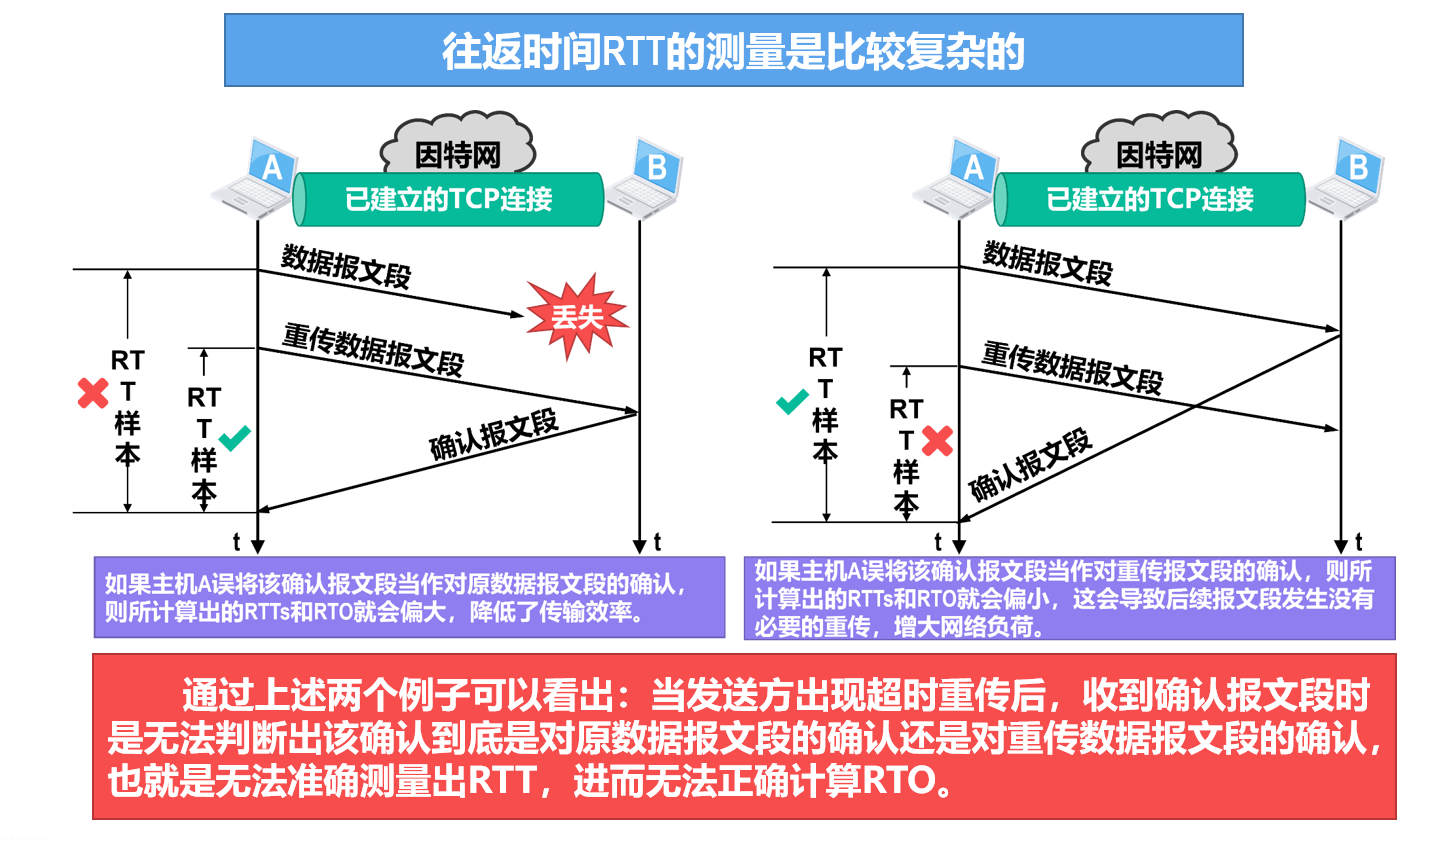 往返时间RTT的测量是比较复杂的
因特网
A
B
已建立的TCP连接
数据报文段
丢失
重传数据报文段
RT
T
样
本
RT
T
样
本
确认报文段
t
t
如果主机A误将该确认报文段当作对原数据报文段的确认，
则所计算出的RTTs和RTO就会偏大，降低了传输效率。
因特网
A
B
已建立的TCP连接
数据报文段
重传数据报文段
RT
T
样
本
RT
T
样
本
确认报文段
t
t
如果主机A误将该确认报文段当作对重传报文段的确认，则所
计算出的RTTs和RTO就会偏小，这会导致后续报文段发生没有
必要的重传，增大网络负荷。
通过上述两个例子可以看出：当发送方出现超时重传后，收到确认报文段时
是无法判断出该确认到底是对原数据报文段的确认还是对重传数据报文段的确认，
也就是无法准确测量出RTT，进而无法正确计算RTO。